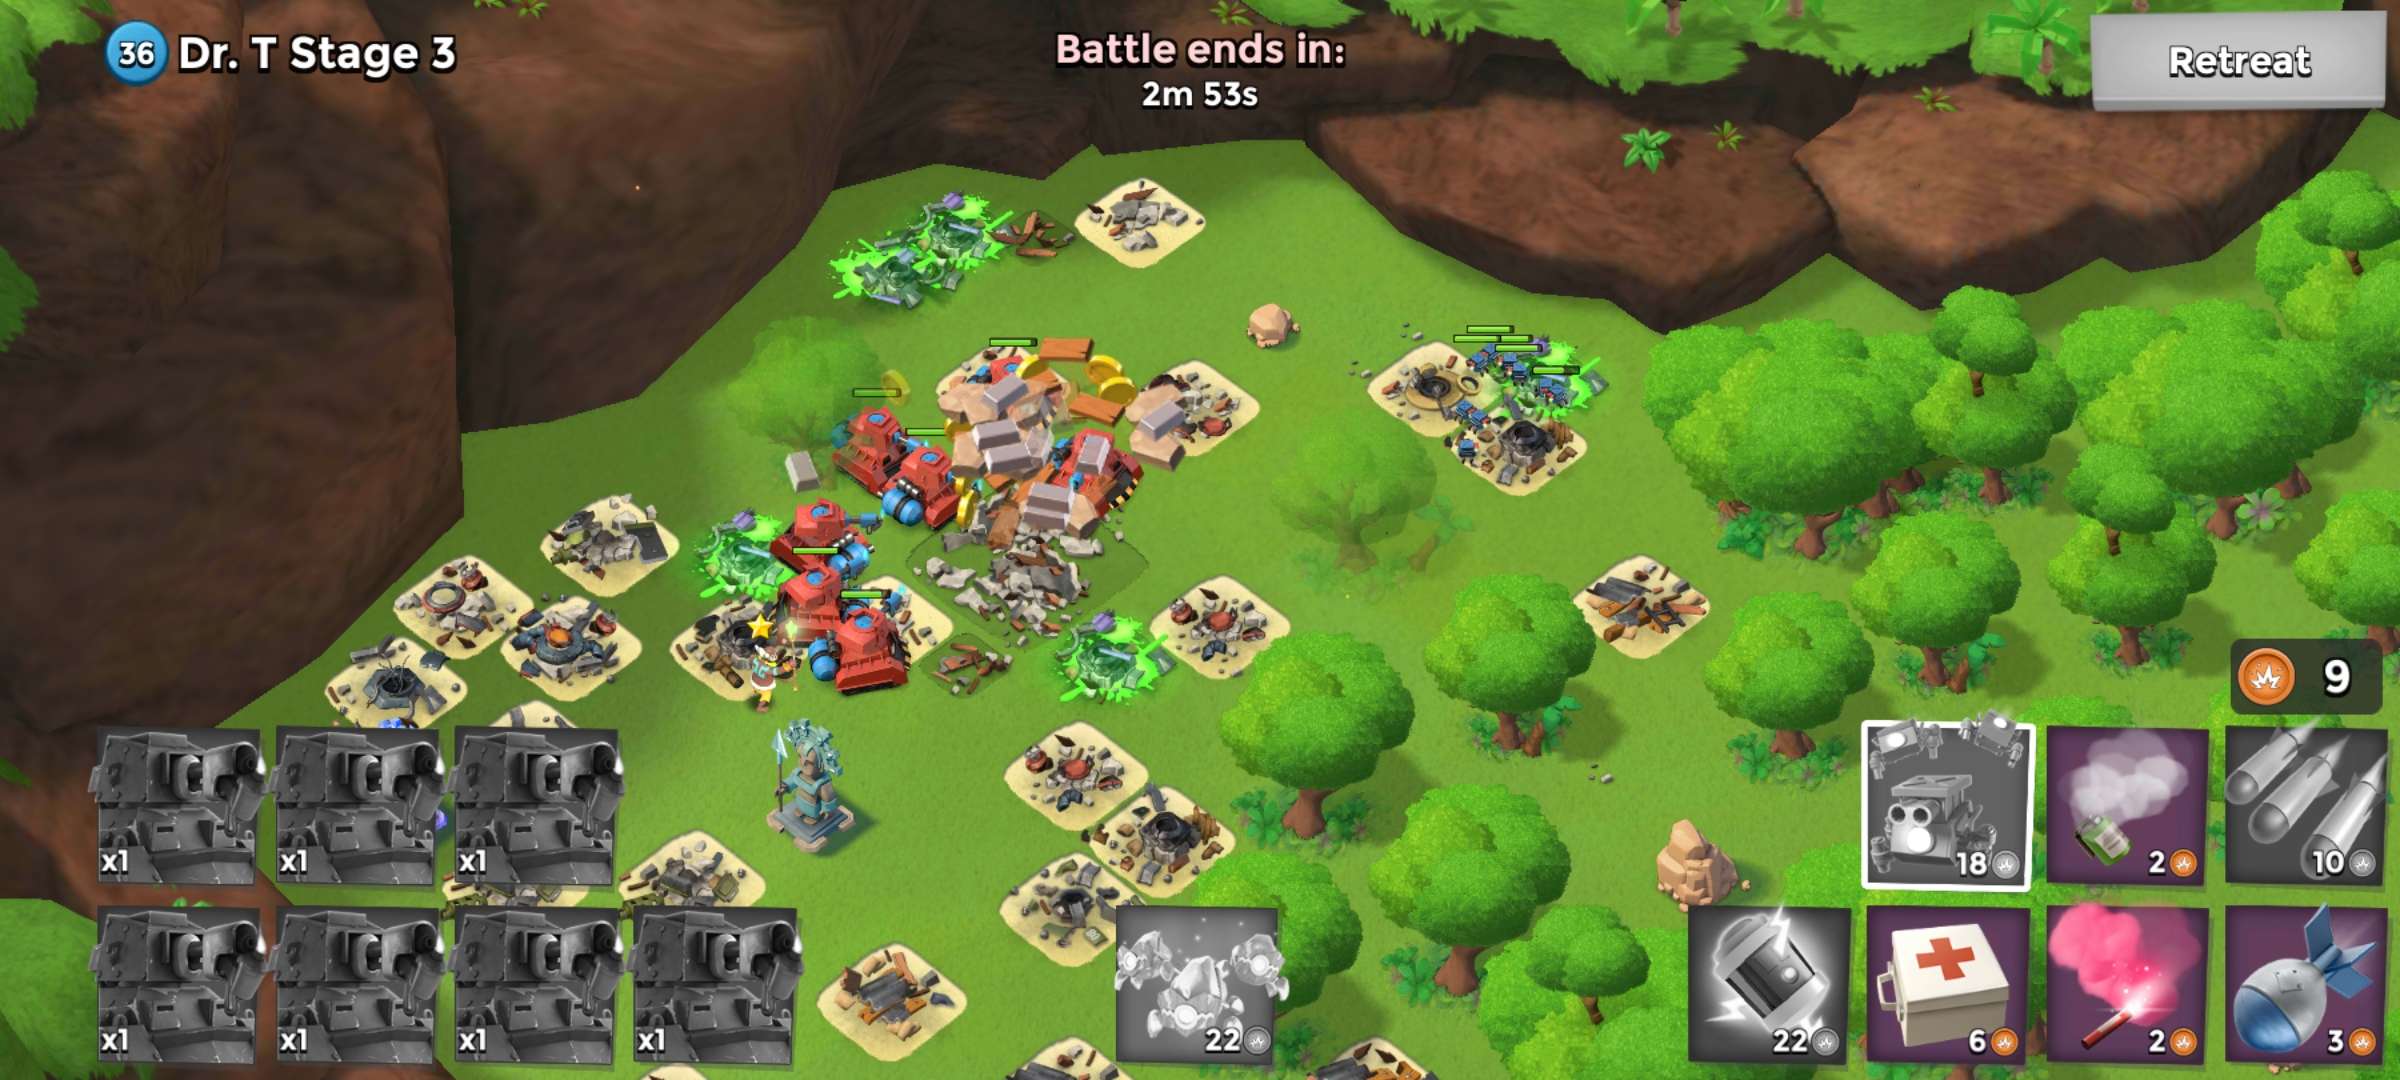 36 Dr. T Stage 3
Battle ends in:
2m 53s
Retreat
9
x1
x1
x1
18
2
10
x1
x1
x1
x1
22
22
6
2
3